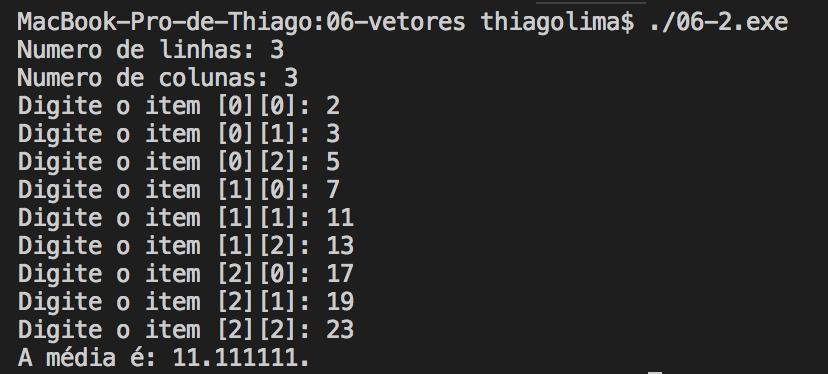 MacBook-Pro-de-Thiago:06-vetores thiagolima$ ./06-2.exe
Numero de linhas: 3
Numero de colunas: 3
Digite o item [0][0]: 2
Digite o item [0][1]: 3
Digite o item [0][2]: 5
Digite o item [1][0]: 7
Digite o item [1][1]: 11
Digite o item [1][2]: 13
Digite o item [2][0]: 17
Digite o item [2][1]: 19
Digite o item [2][2]: 23
A média é: 11.111111.